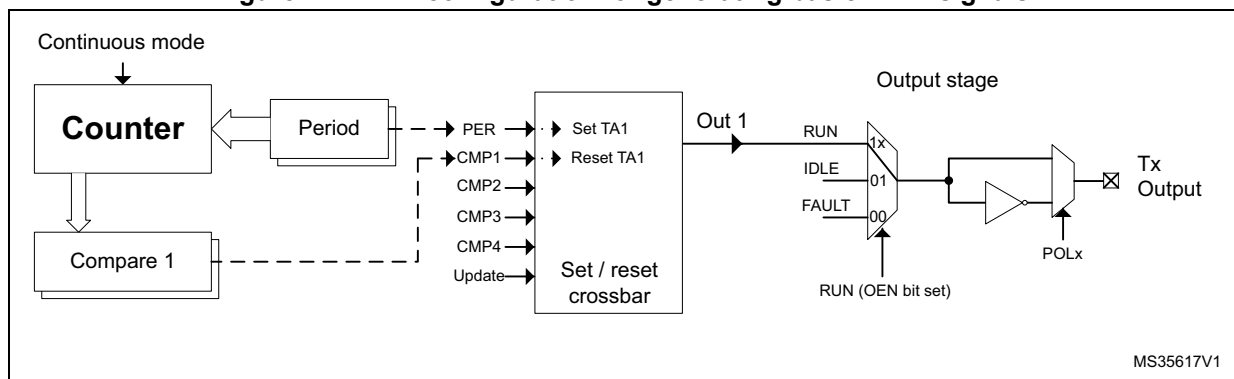 Continuous mode
Counter
Period
Compare 1
PER
CMP1
CMP2
CMP3
CMP4
Update
Set TA1
Reset TA1
Set / reset
crossbar
Out 1
Output stage
RUN
IDLE
FAULT
1x
01
00
RUN (OEN bit set)
POLx
Tx
Output
MS35617V1